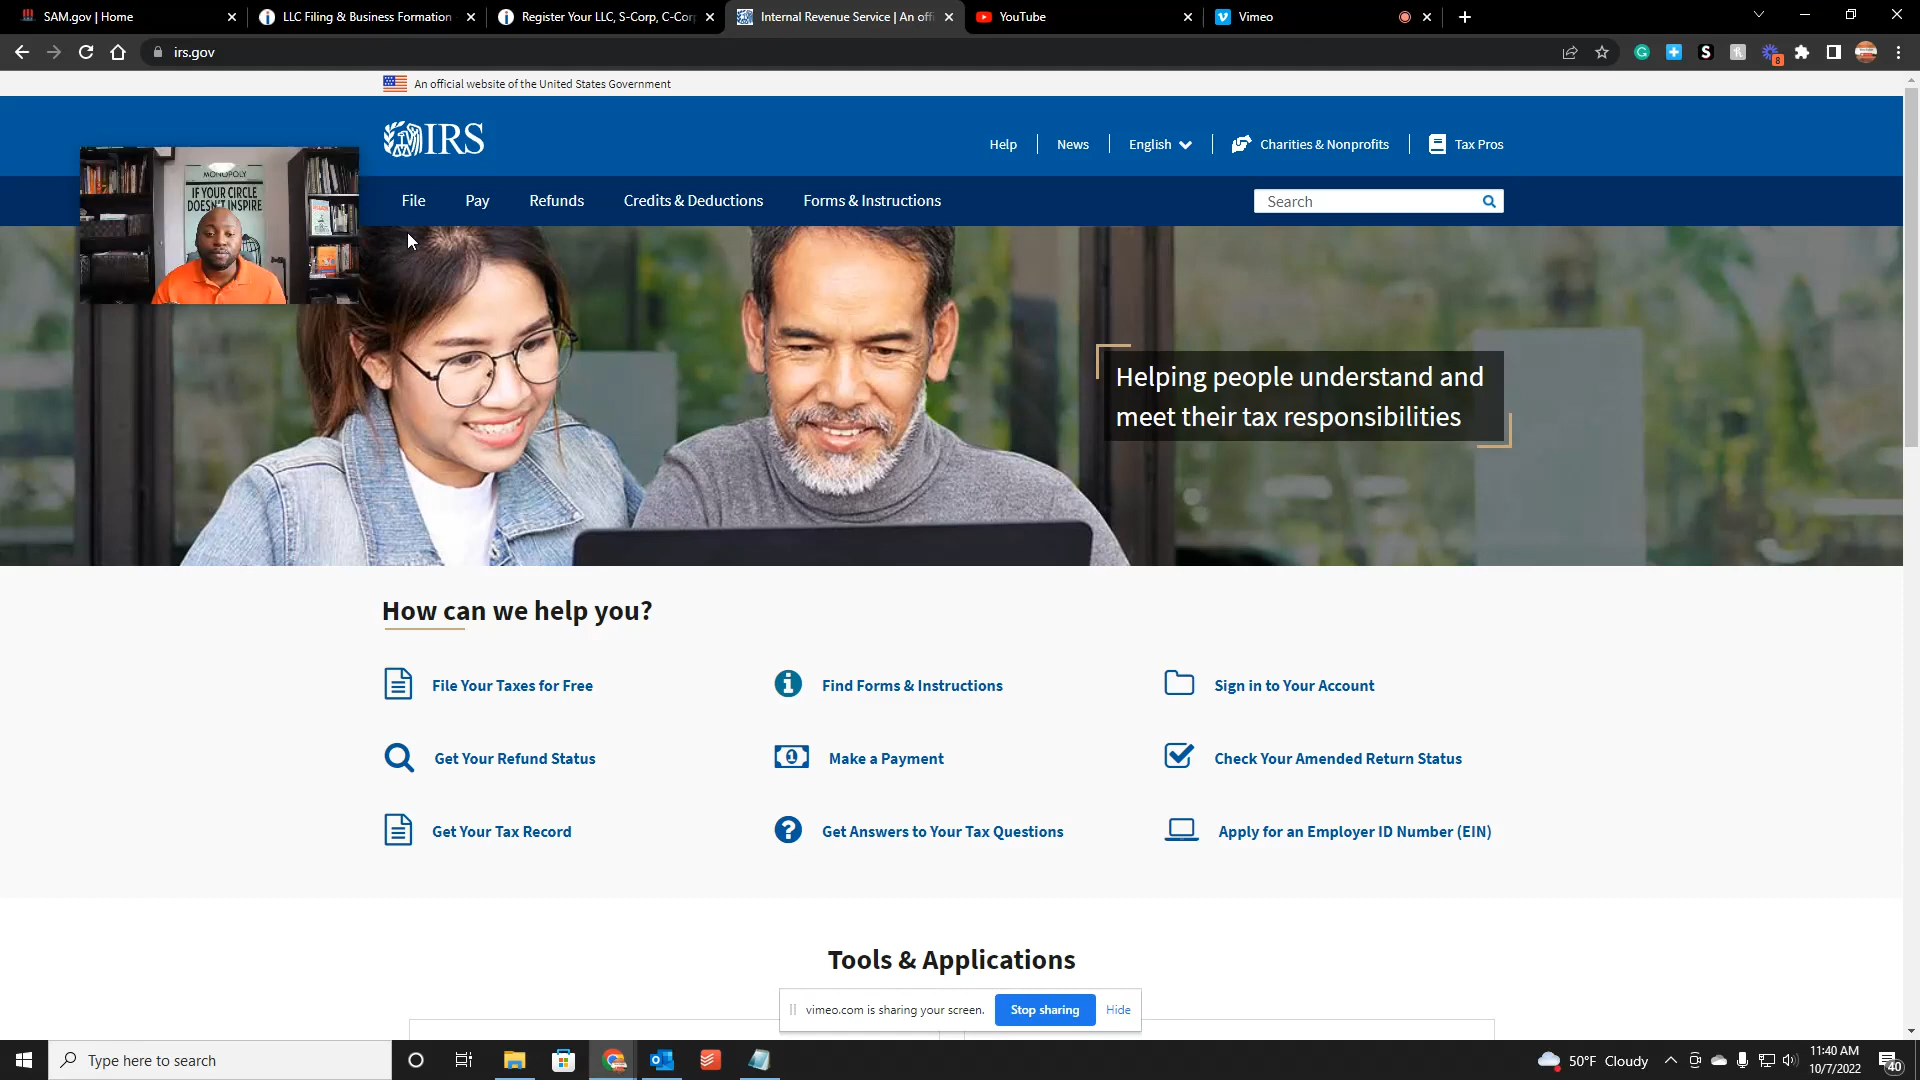 SAM.gov | Home
LLC Filing & Business Formation
Register Your LLC, S-Corp, C-Corp
Internal Revenue Service | An offi
YouTube
Vimeo
irs.gov
8
An official website of the United States Government
IRS
Help
News
English
Charities & Nonprofits
Tax Pros
MONOPOLY
IF YOUR CIRCLE
DOESN'T INSPIRE
File
Pay
Refunds
Credits & Deductions
Forms & Instructions
Search
Helping people understand and
meet their tax responsibilities
How can we help you?
File Your Taxes for Free
Find Forms & Instructions
Sign in to Your Account
Get Your Refund Status
Make a Payment
Check Your Amended Return Status
Get Your Tax Record
Get Answers to Your Tax Questions
Apply for an Employer ID Number (EIN)
Tools & Applications
vimeo.com is sharing your screen.
Stop sharing
Hide
Type here to search
50°F Cloudy
11:40 AM
10/7/2022
40